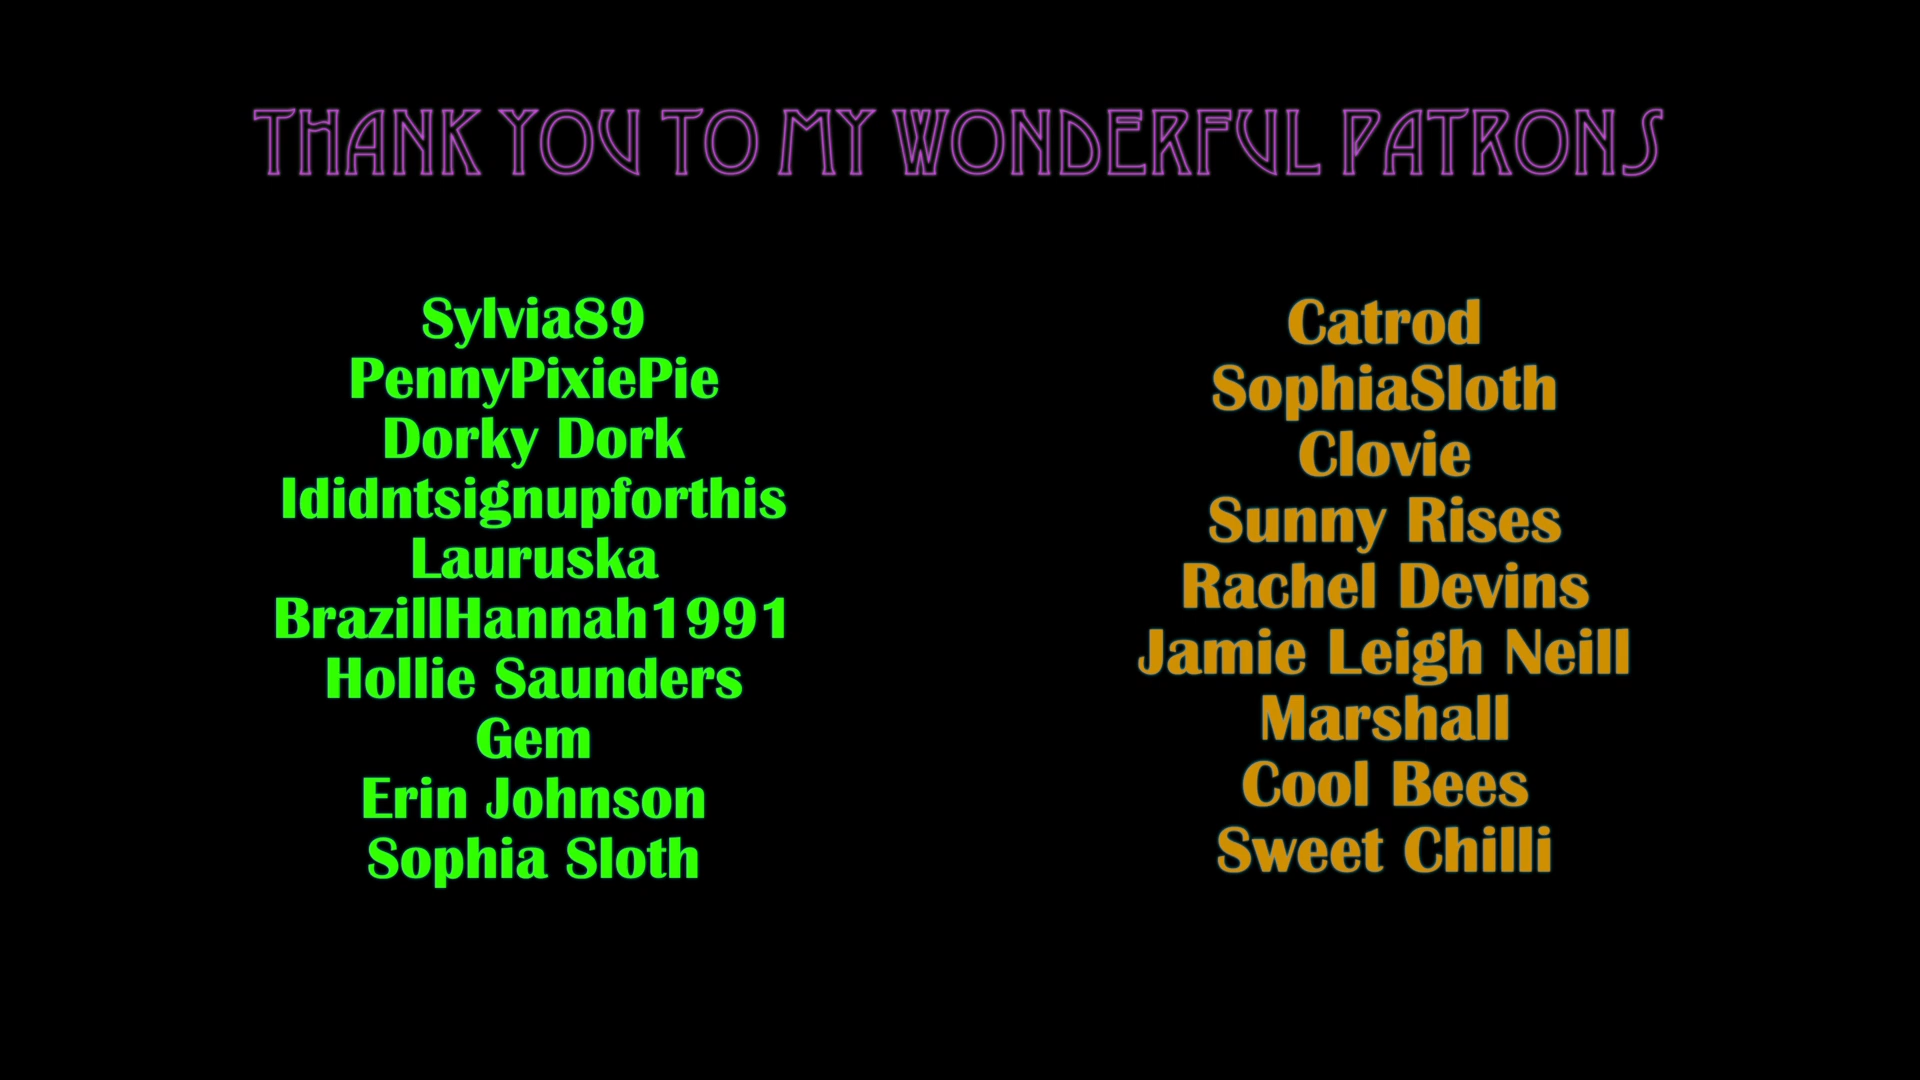 THANK YOU TO MY WONDERFUL PATRONS
Sylvia89
PennyPixiePie
Dorky Dork
Ididntsignupforthis
Lauruska
BrazillHannah1991
Hollie Saunders
Gem
Erin Johnson
Sophia Sloth
Catrod
SophiaSloth
Clovie
Sunny Rises
Rachel Devins
Jamie Leigh Neill
Marshall
Cool Bees
Sweet Chilli